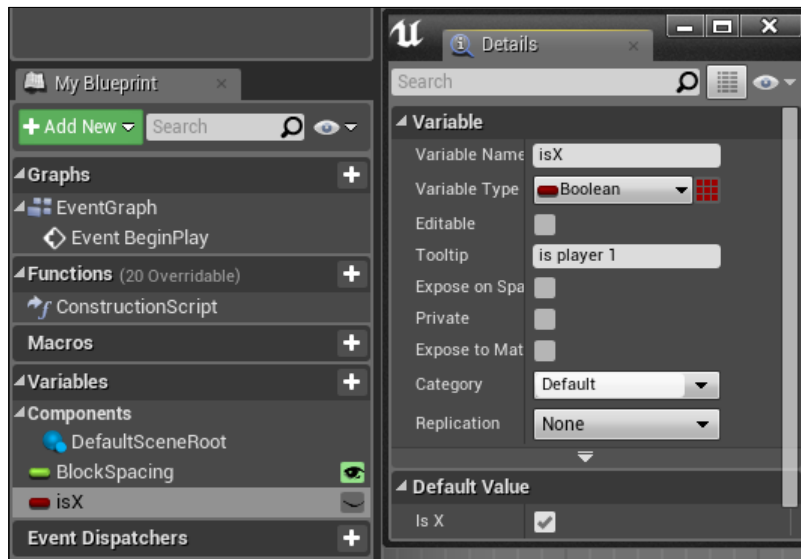 My Blueprint
Add New
Search
Graphs
EventGraph
Event BeginPlay
Functions (20 Overridable)
ConstructionScript
Macros
Variables
Components
DefaultSceneRoot
BlockSpacing
isX
Event Dispatchers
Details
Search
Variable
Variable Name isX
Variable Type Boolean
Editable
Tooltip is player 1
Expose on Spa
Private
Expose to Mat
Category Default
Replication None
Default Value
Is X